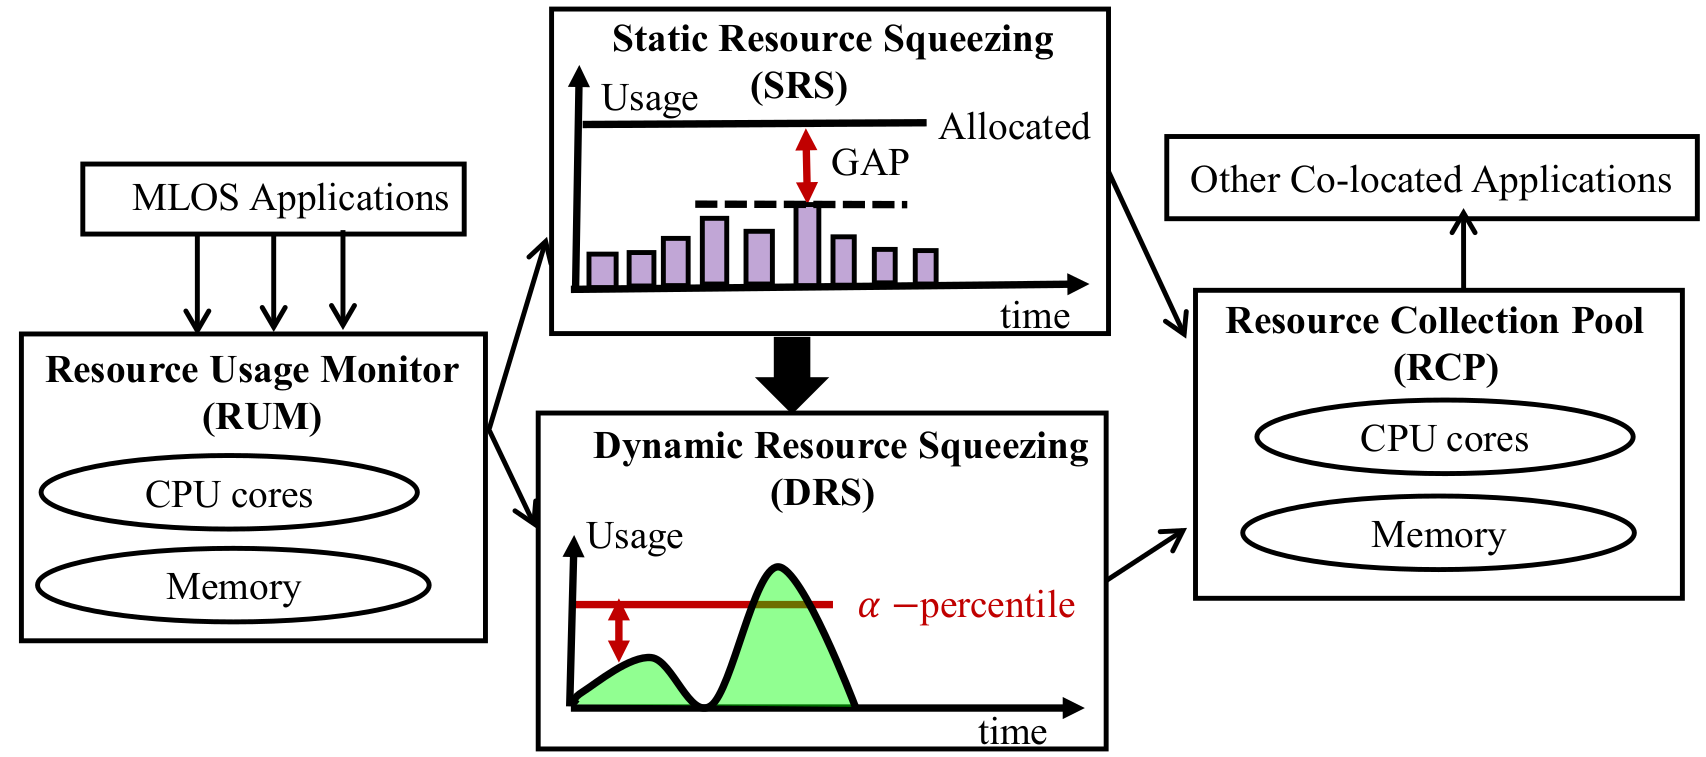 MLOS Applications
Resource Usage Monitor
(RUM)
CPU cores
Memory
Static Resource Squeezing
(SRS)
Usage
Allocated
GAP
time
Dynamic Resource Squeezing
(DRS)
Usage
α −percentile
time
Other Co-located Applications
Resource Collection Pool
(RCP)
CPU cores
Memory